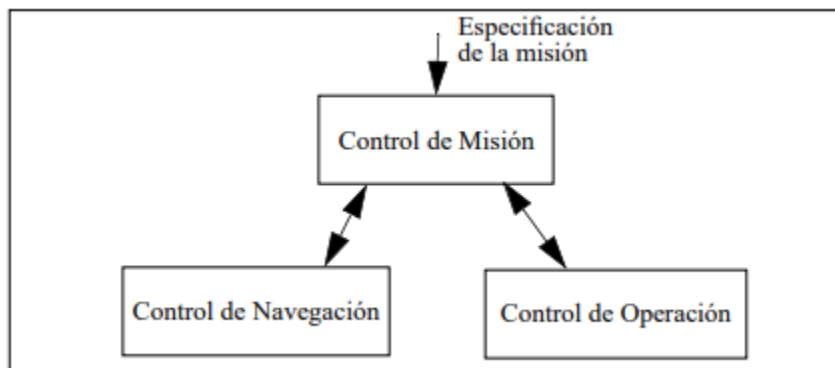 Especificación
de la misión
Control de Misión
Control de Navegación
Control de Operación